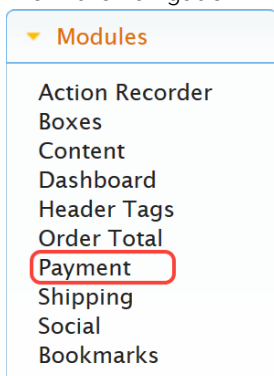 Modules
Action Recorder
Boxes
Content
Dashboard
Header Tags
Order Total
Payment
Shipping
Social
Bookmarks